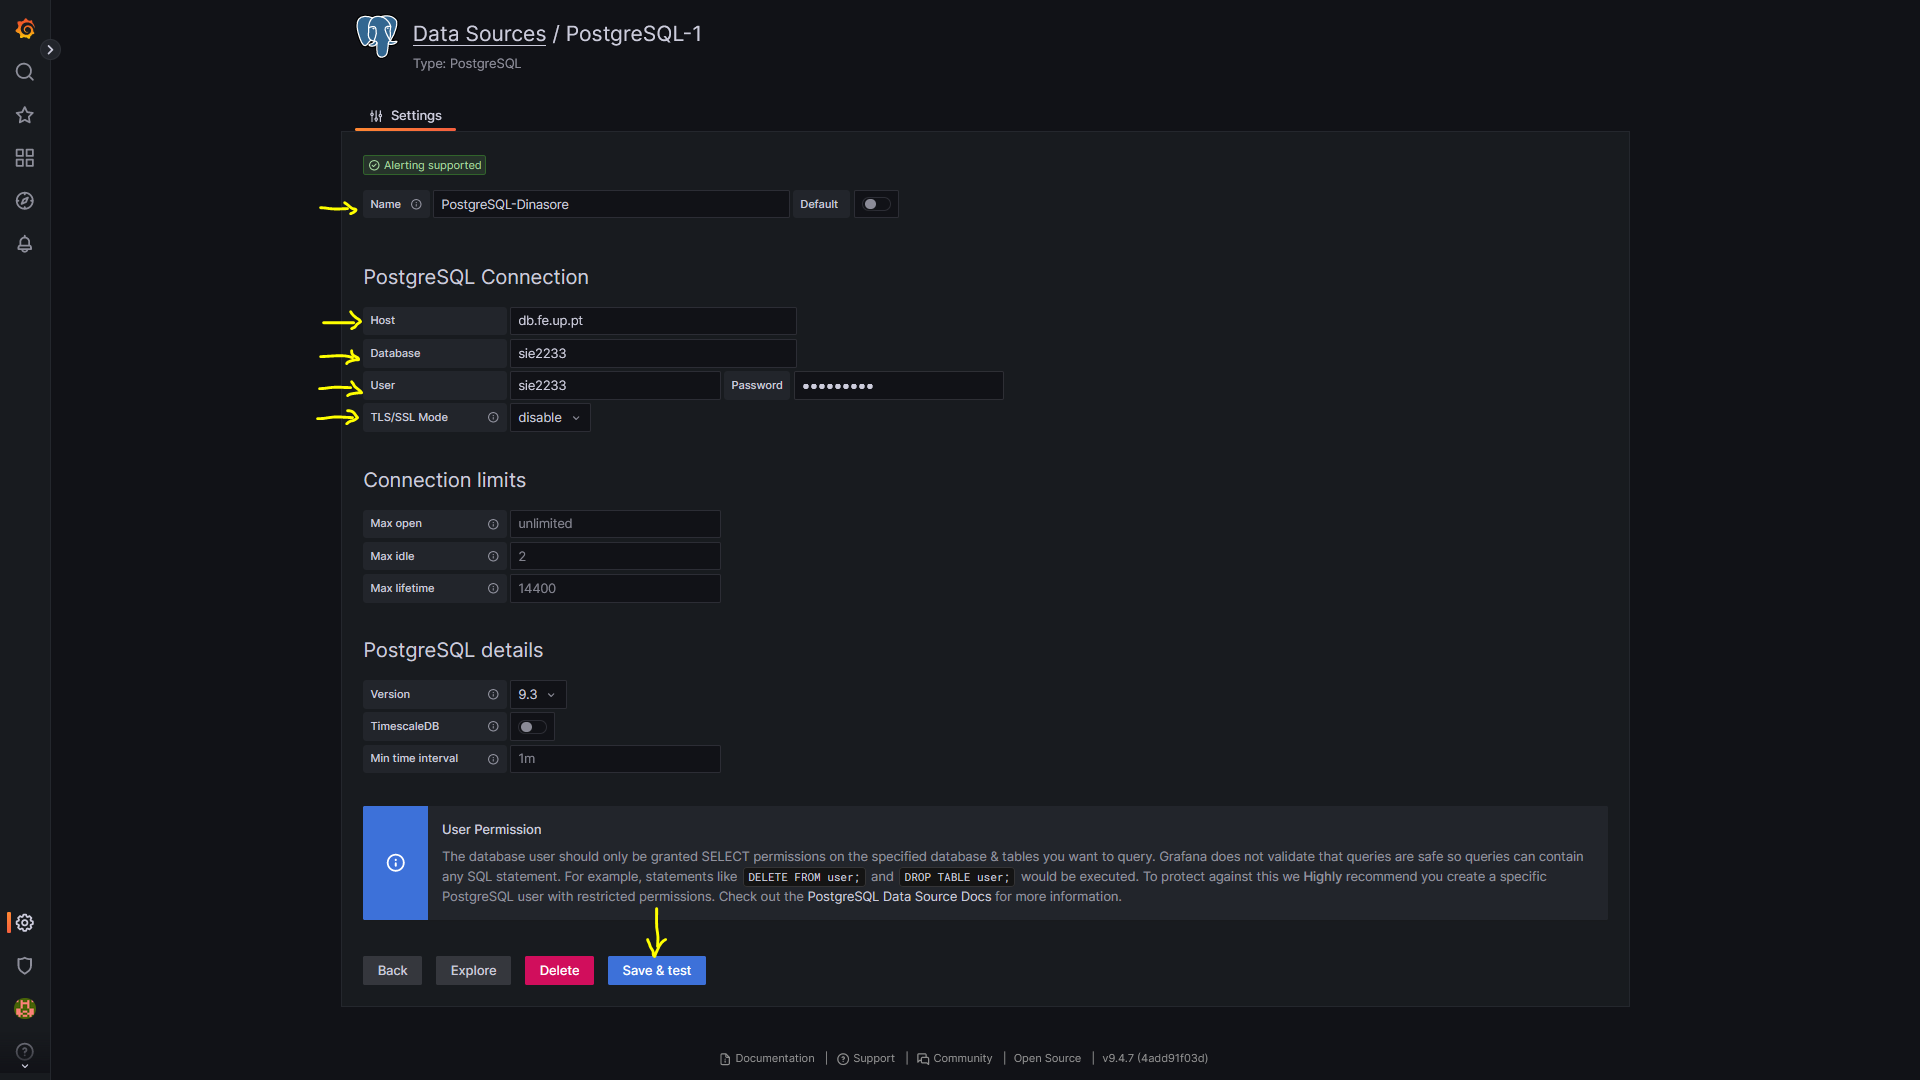 Data Sources / PostgreSQL-1
Type: PostgreSQL
Settings
Alerting supported
Name PostgreSQL-Dinasore Default
PostgreSQL Connection
Host db.fe.up.pt
Database sie2233
User sie2233 Password •••••••••
TLS/SSL Mode disable
Connection limits
Max open unlimited
Max idle 2
Max lifetime 14400
PostgreSQL details
Version 9.3
TimescaleDB
Min time interval 1m
User Permission
The database user should only be granted SELECT permissions on the specified database & tables you want to query. Grafana does not validate that queries are safe so queries can contain
any SQL statement. For example, statements like DELETE FROM user; and DROP TABLE user; would be executed. To protect against this we Highly recommend you create a specific
PostgreSQL user with restricted permissions. Check out the PostgreSQL Data Source Docs for more information.
Back Explore Delete Save & test
Documentation | Support | Community | Open Source | v9.4.7 (4add91f03d)